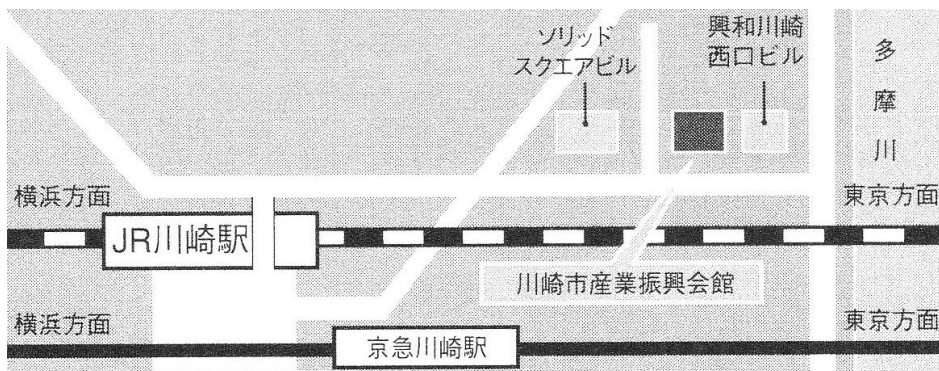 ソリッド
スクエアビル
興和川崎
西口ビル
多摩川
横浜方面
東京方面
JR川崎駅
川崎市産業振興会館
横浜方面
東京方面
京急川崎駅